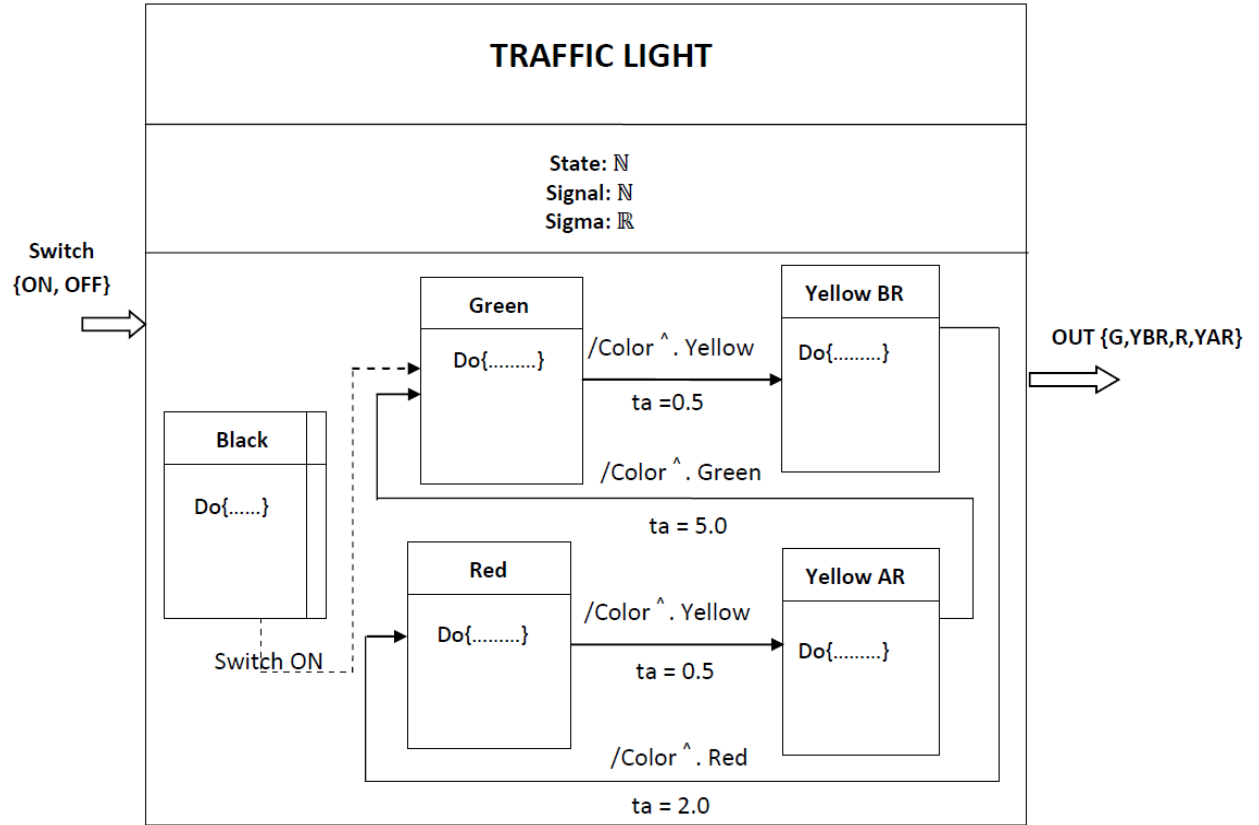 TRAFFIC LIGHT
State: ℕ
Signal: ℕ
Sigma: ℝ
Switch
{ON, OFF}
Green
Do{.........}
/Color ^ . Yellow
ta =0.5
Yellow BR
Do{.........}
OUT {G,YBR,R,YAR}
Black
Do{......}
/Color ^ . Green
ta = 5.0
Switch ON
Red
Do{.........}
/Color ^ . Yellow
ta = 0.5
Yellow AR
Do{.........}
/Color ^ . Red
ta = 2.0